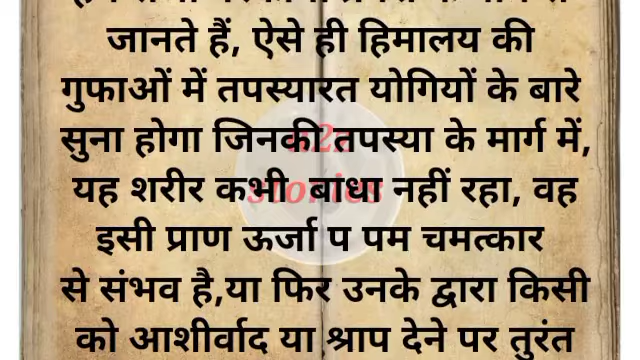 जानते हैं, ऐसे ही हिमालय की
गुफाओं में तपस्यारत योगियों के बारे
सुना होगा जिनकी तपस्या के मार्ग में,
यह शरीर कभी बाधा नहीं रहा, वह
इसी प्राण ऊर्जा प पम चमत्कार
से संभव है,या फिर उनके द्वारा किसी
को आशीर्वाद या श्राप देने पर तुरंत
stories